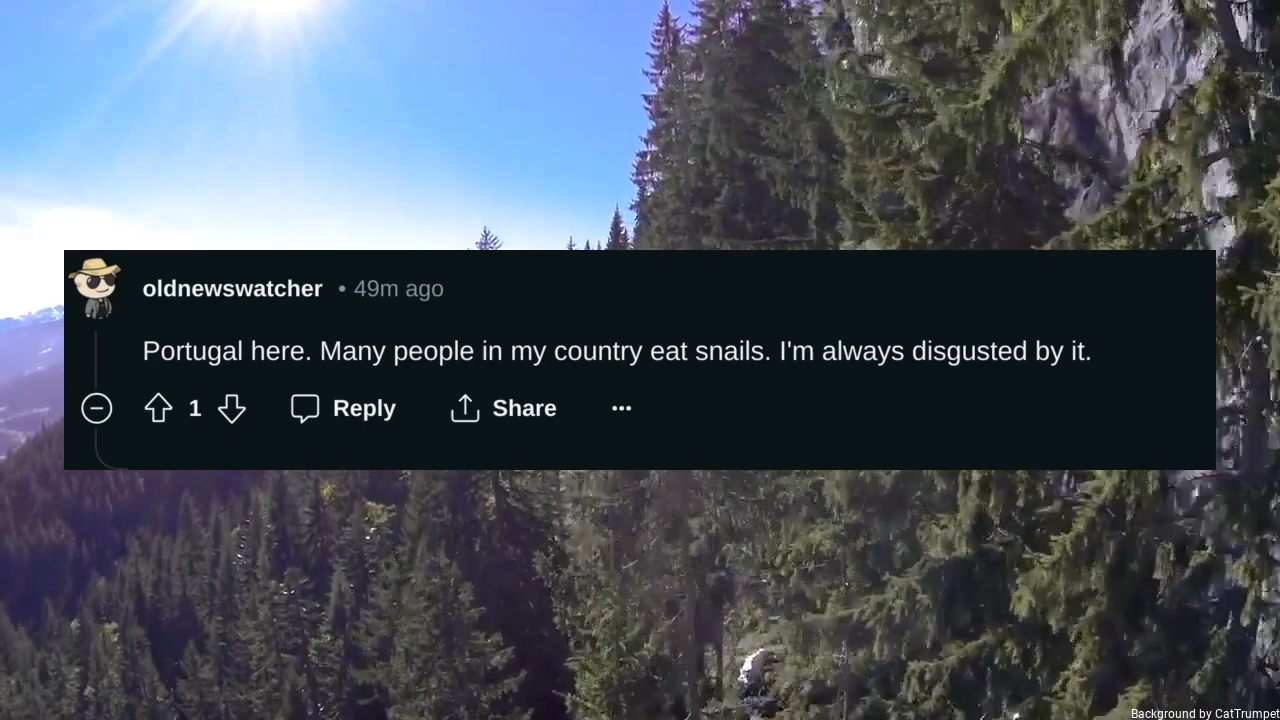 oldnewswatcher • 49m ago
Portugal here. Many people in my country eat snails. I'm always disgusted by it.
1 Reply Share •••
Background by CatTrumpet